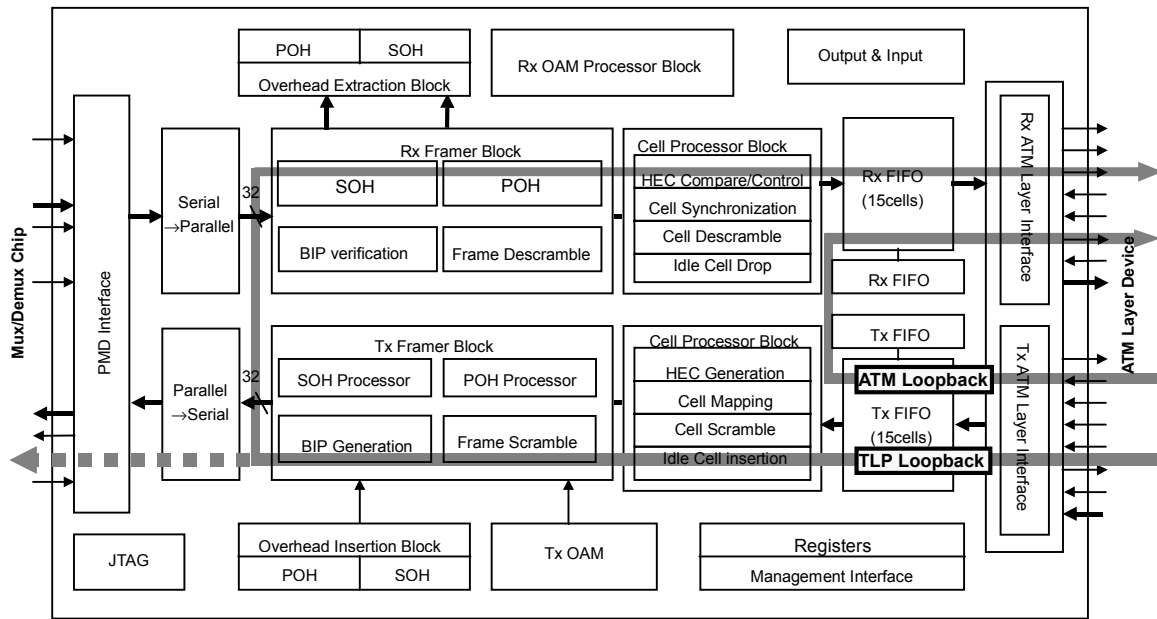 POH
SOH
Overhead Extraction Block
Rx OAM Processor Block
Output & Input
Mux/Demux Chip
PMD Interface
Serial
→Parallel
32
Rx Framer Block
SOH
POH
BIP verification
Frame Descramble
Cell Processor Block
HEC Compare/Control
Cell Synchronization
Cell Descramble
Idle Cell Drop
Rx FIFO
(15cells)
Rx FIFO
Rx ATM Layer Interface
ATM Layer Device
Parallel
→Serial
32
Tx Framer Block
SOH Processor
POH Processor
BIP Generation
Frame Scramble
Cell Processor Block
HEC Generation
Cell Mapping
Cell Scramble
Idle Cell insertion
Tx FIFO
ATM Loopback
Tx FIFO
(15cells)
TLP Loopback
Tx ATM Layer Interface
JTAG
Overhead Insertion Block
POH
SOH
Tx OAM
Registers
Management Interface